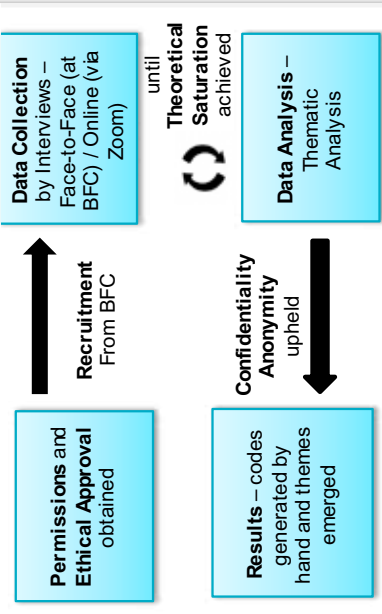 Permissions and
Ethical Approval
obtained
Recruitment
From BFC
Data Collection
by Interviews –
Face-to-Face (at
BFC) / Online (via
Zoom)
until
Theoretical
Saturation
achieved
Data Analysis –
Thematic
Analysis
Confidentiality
Anonymity
upheld
Results – codes
generated by
hand and themes
emerged